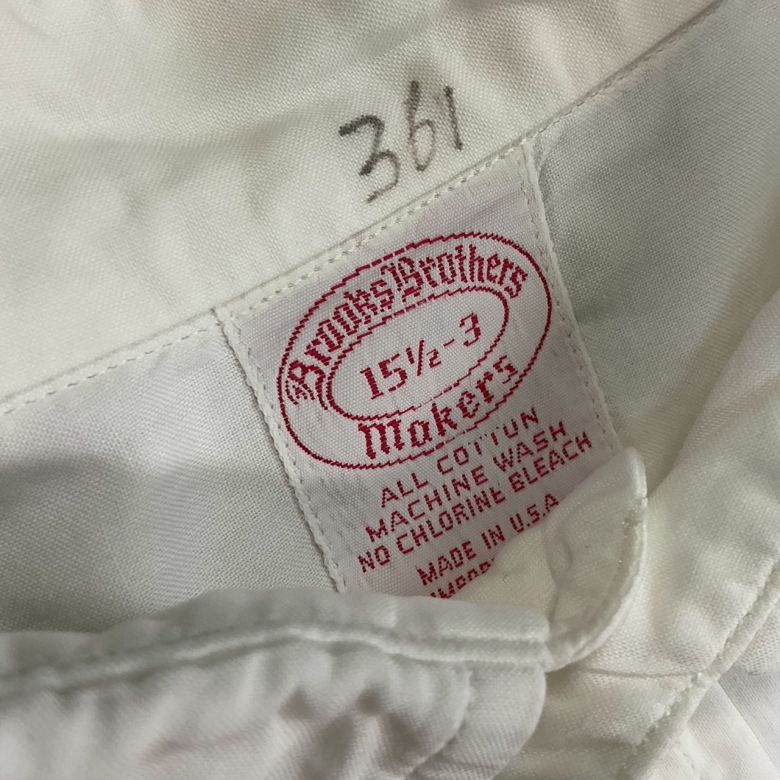 361
Brooks Brothers
15½-3
Makers
ALL COTTON
MACHINE WASH
NO CHLORINE BLEACH
MADE IN U.S.A